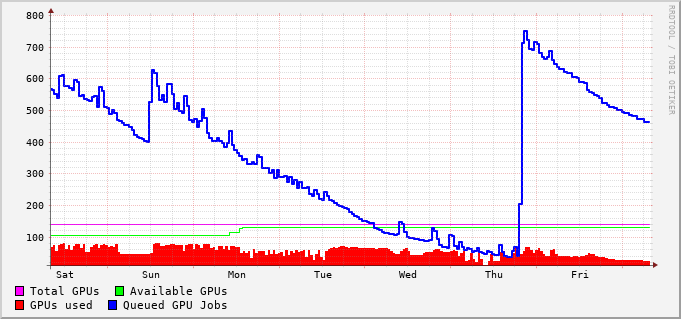 800
700
600
500
400
300
200
100
Sat Sun Mon Tue Wed Thu Fri
Total GPUs Available GPUs
GPUs used Queued GPU Jobs
RRDTOOL / TOBI OETIKER